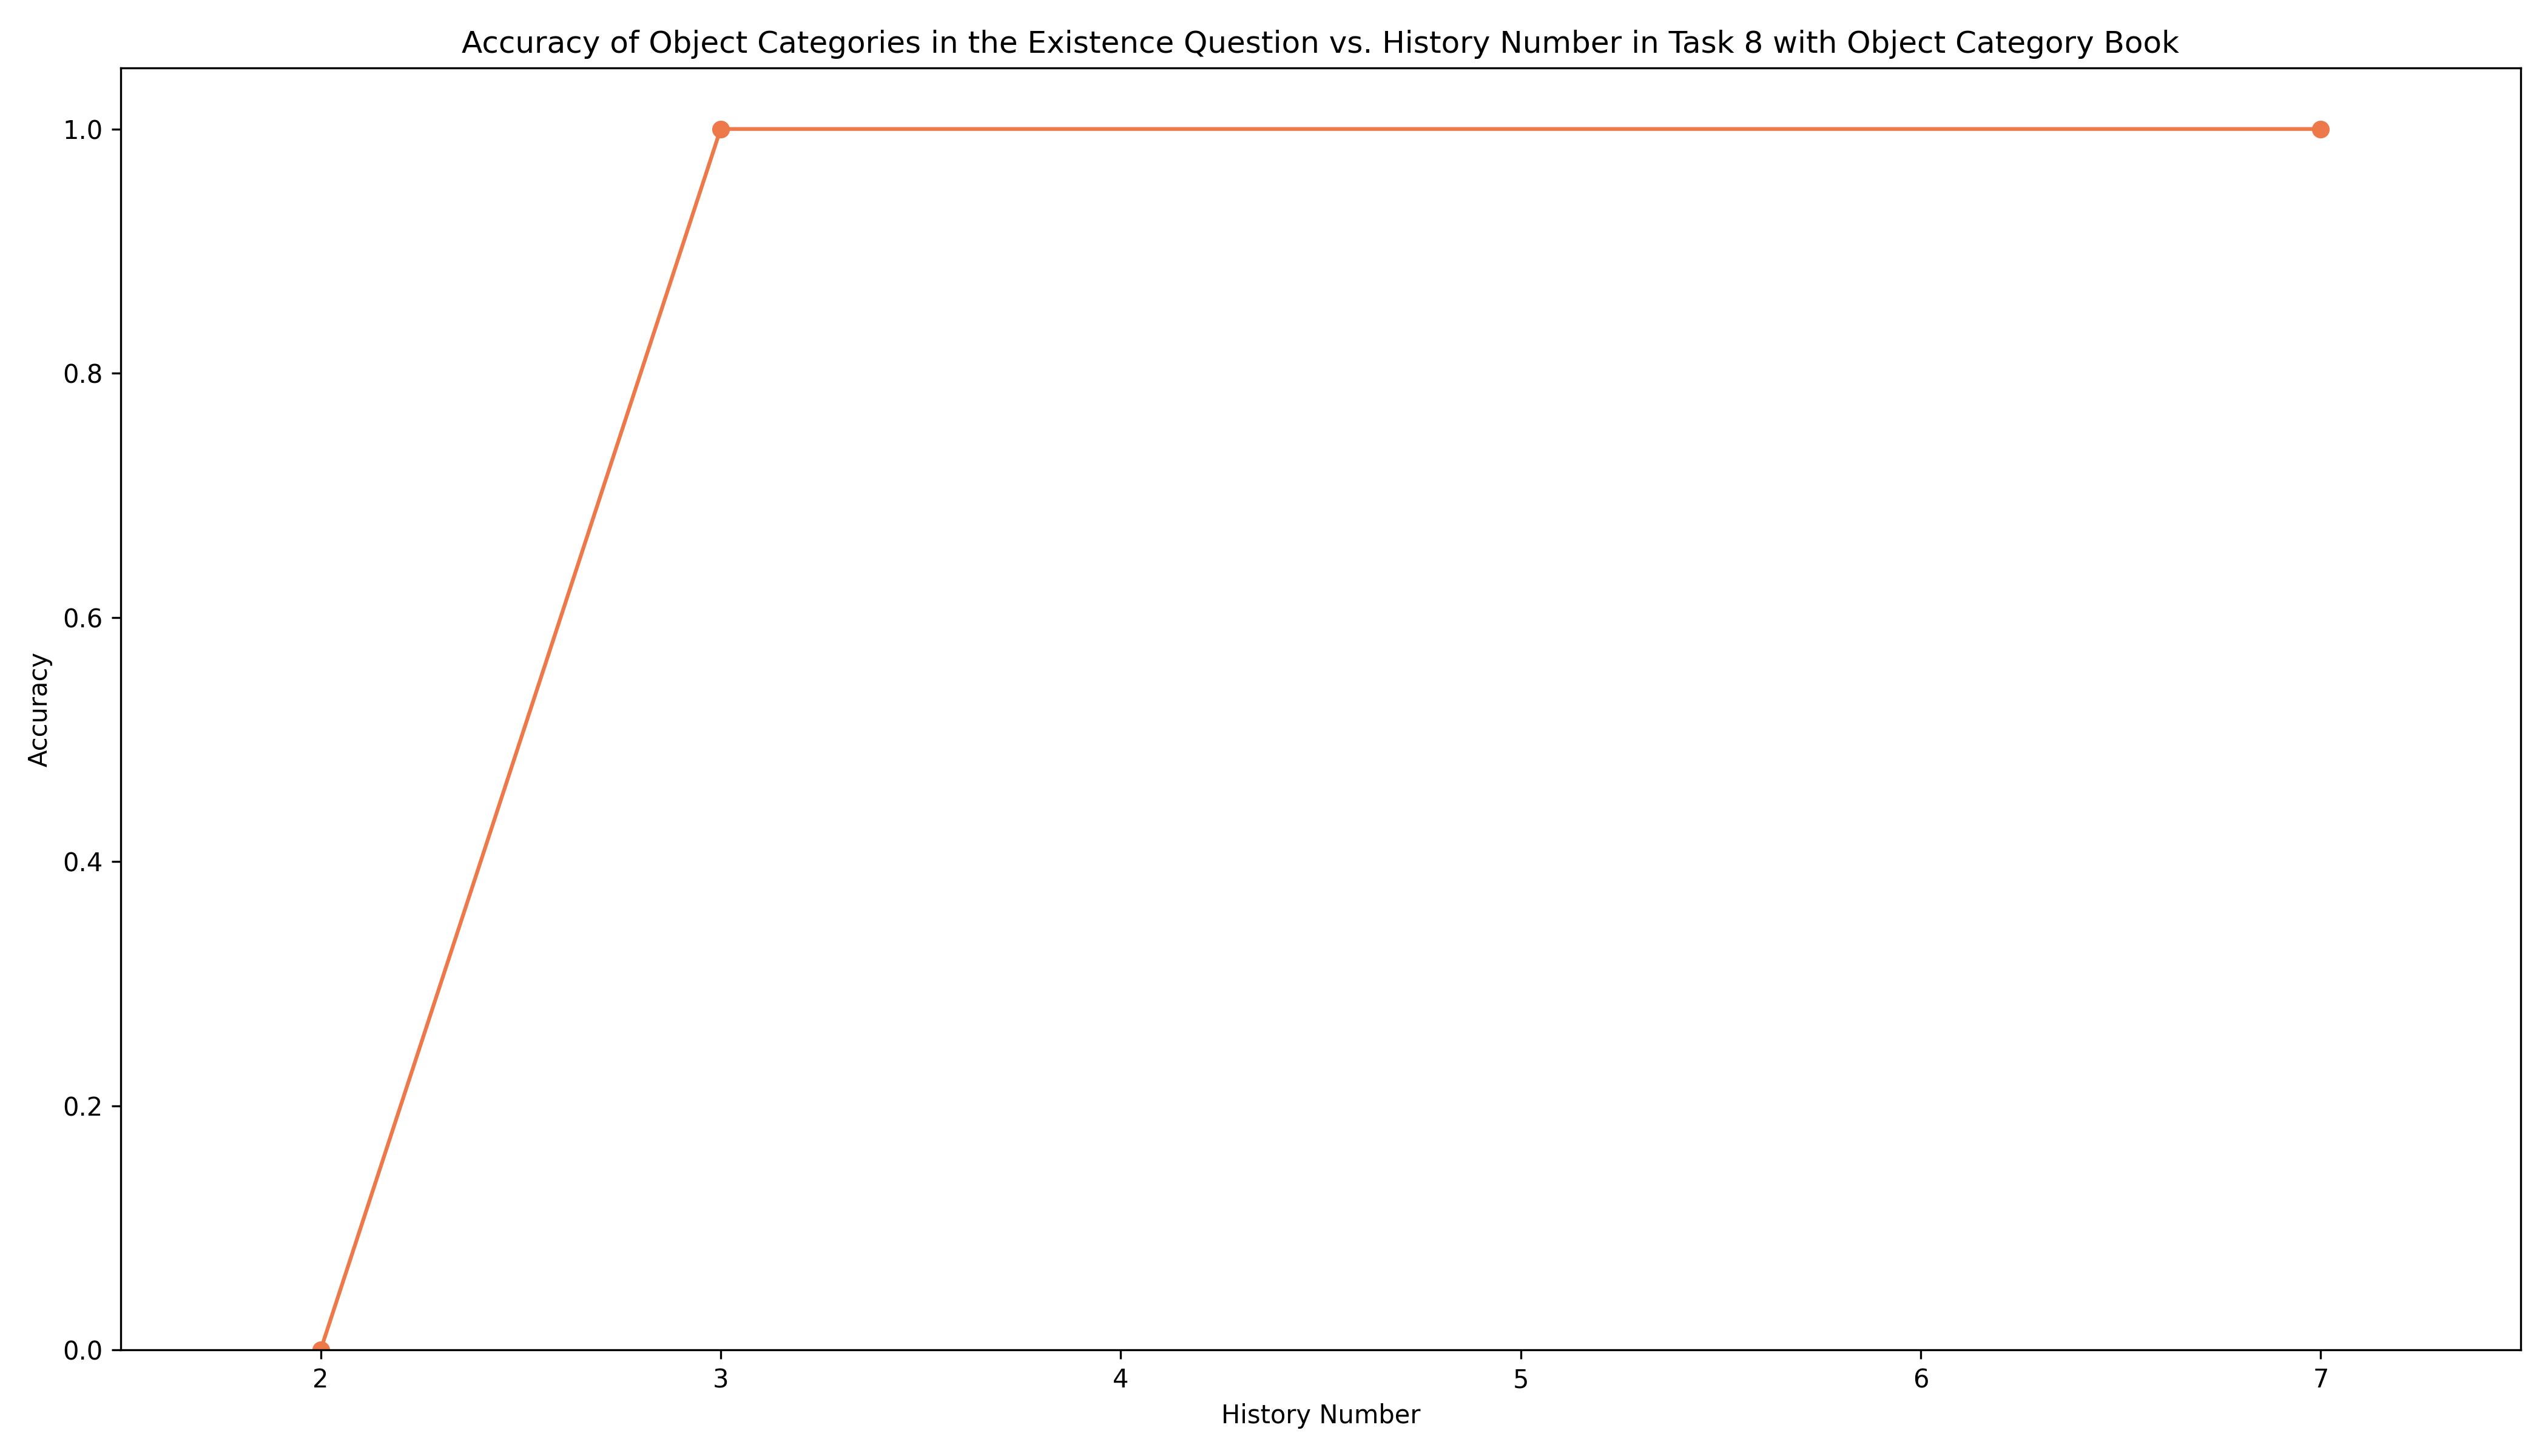 Accuracy of Object Categories in the Existence Question vs. History Number in Task 8 with Object Category Book
1.0
0.8
0.6
0.4
0.2
0.0
Accuracy
2 3 4 5 6 7
History Number